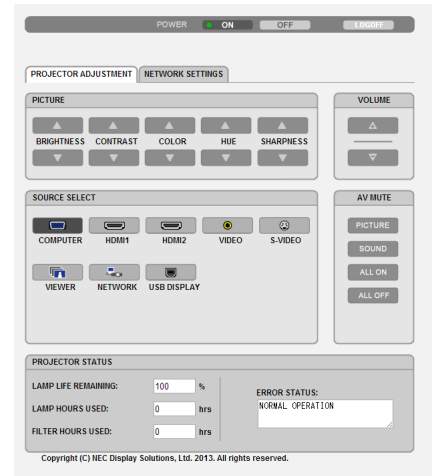 POWER ON OFF LOGOFF
PROJECTOR ADJUSTMENT NETWORK SETTINGS
PICTURE
BRIGHTNESS CONTRAST COLOR HUE SHARPNESS
VOLUME
SOURCE SELECT
COMPUTER HDMI1 HDMI2 VIDEO S-VIDEO
VIEWER NETWORK USB DISPLAY
AV MUTE
PICTURE
SOUND
ALL ON
ALL OFF
PROJECTOR STATUS
LAMP LIFE REMAINING: 100 %
LAMP HOURS USED: 0 hrs
FILTER HOURS USED: 0 hrs
ERROR STATUS:
NORMAL OPERATION
Copyright (C) NEC Display Solutions, Ltd. 2013. All rights reserved.